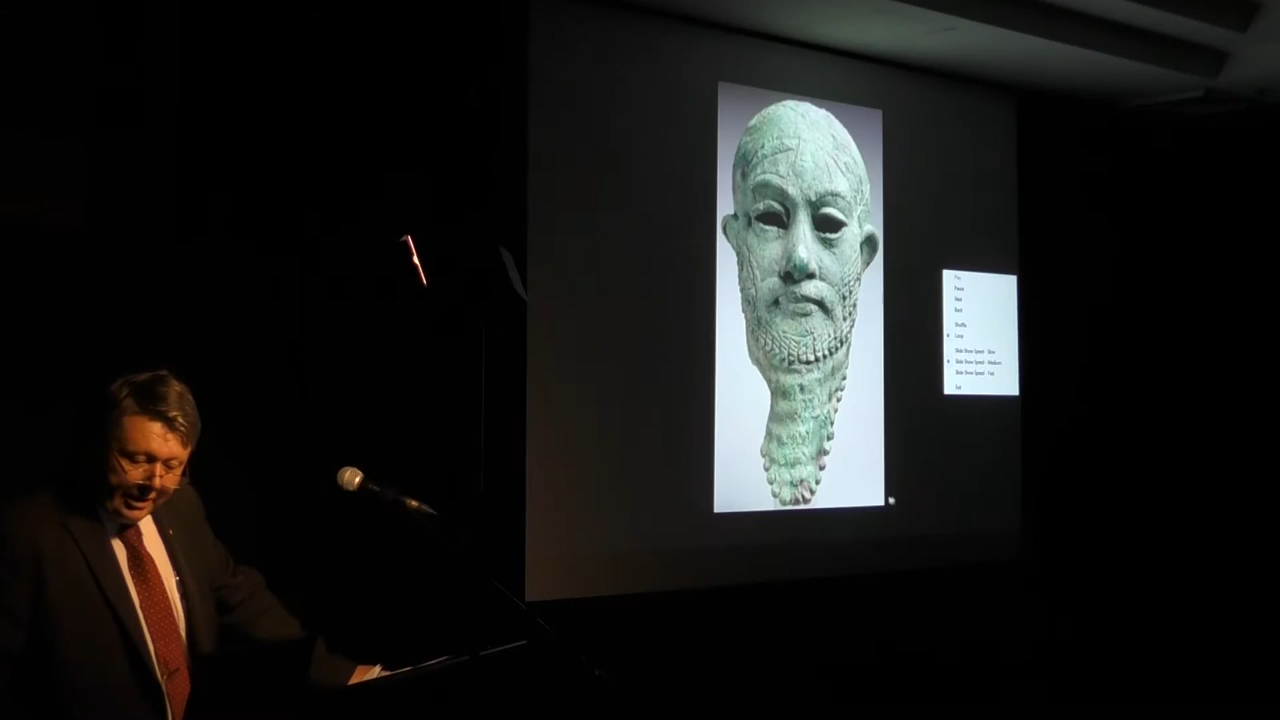 Play
Pause
Next
Back
Shuffle
Loop
Slide Show Speed - Slow
Slide Show Speed - Medium
Slide Show Speed - Fast
Exit